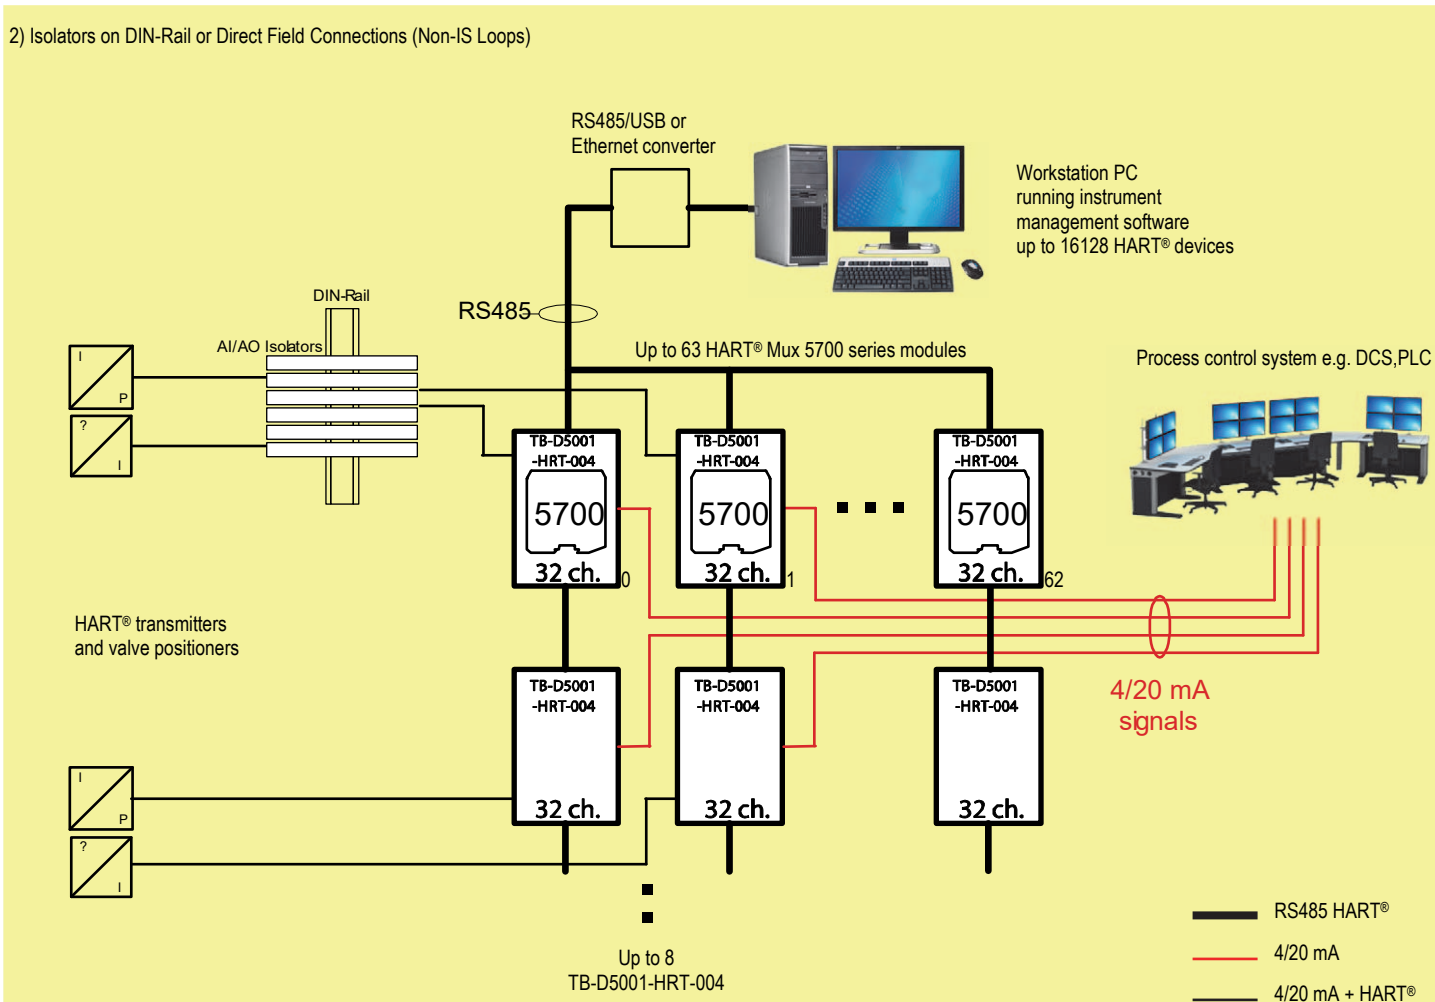 2) Isolators on DIN-Rail or Direct Field Connections (Non-IS Loops)
RS485/USB or
Ethernet converter
Workstation PC
running instrument
management software
up to 16128 HART® devices
DIN-Rail
RS485
AI/AO Isolators
Up to 63 HART® Mux 5700 series modules
Process control system e.g. DCS,PLC
I
P
?
I
TB-D5001
-HRT-004
5700
32 ch.
0
TB-D5001
-HRT-004
5700
32 ch.
1
TB-D5001
-HRT-004
5700
32 ch.
62
HART® transmitters
and valve positioners
TB-D5001
-HRT-004
32 ch.
TB-D5001
-HRT-004
32 ch.
TB-D5001
-HRT-004
32 ch.
4/20 mA
signals
I
P
?
I
Up to 8
TB-D5001-HRT-004
RS485 HART®
4/20 mA
4/20 mA + HART®